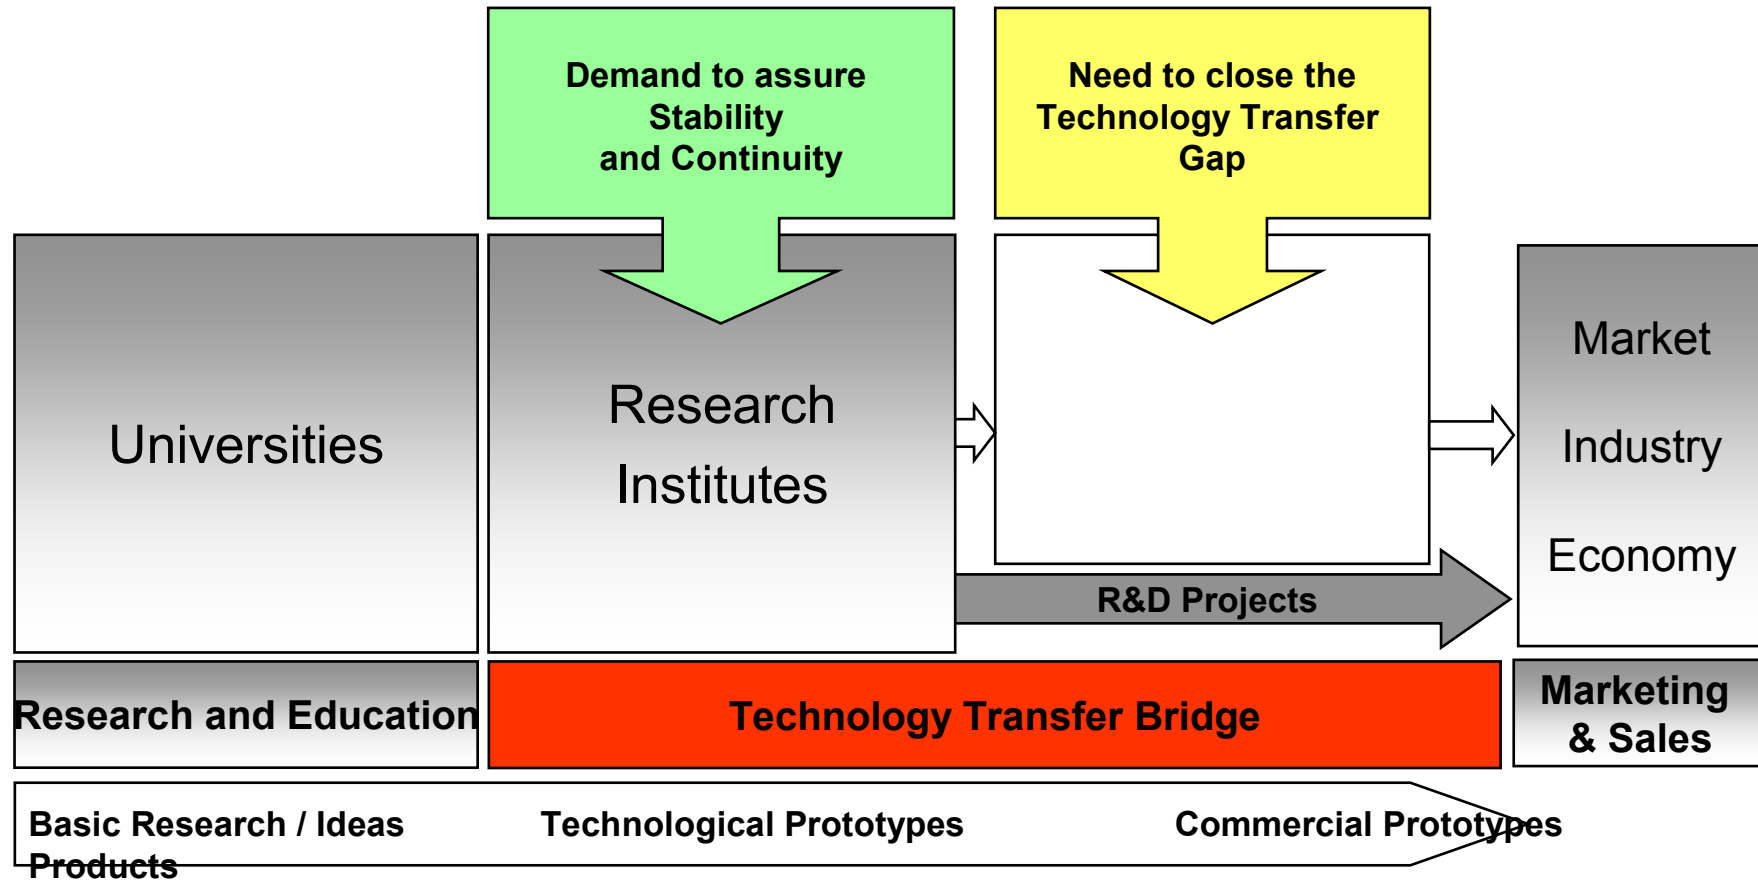 Demand to assure
Stability
and Continuity
Need to close the
Technology Transfer
Gap
Universities
Research
Institutes
Market
Industry
Economy
R&D Projects
Research and Education
Technology Transfer Bridge
Marketing
& Sales
Basic Research / Ideas Technological Prototypes Commercial Prototypes
Products